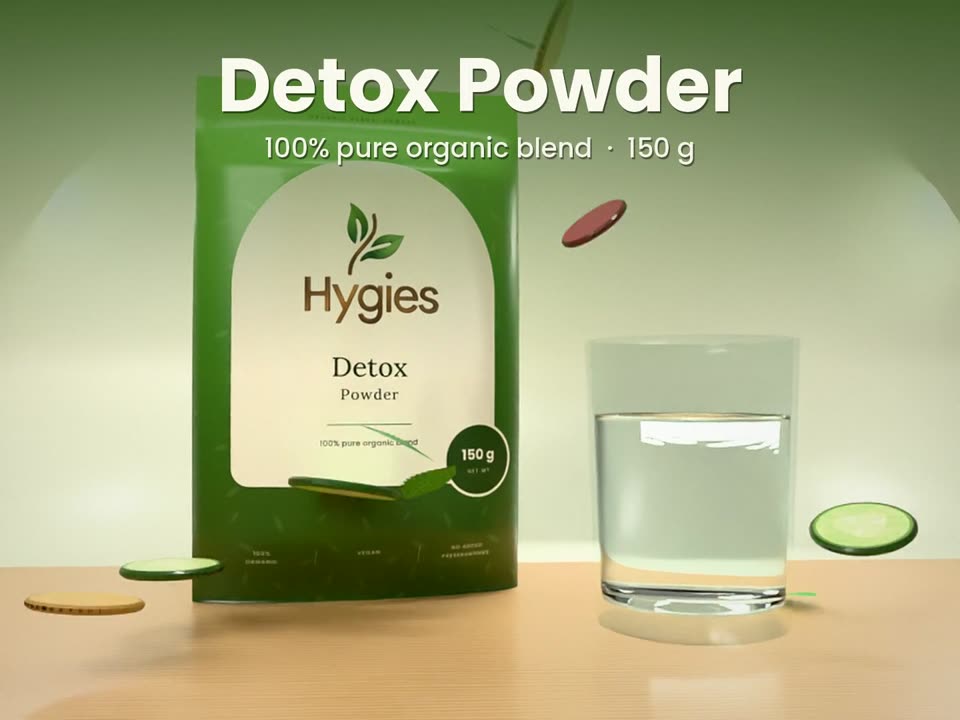 Detox Powder
100% pure organic blend · 150 g
Hygies
Detox
Powder
100% pure organic blend
150 g
NET WT
100%
ORGANIC
VEGAN
NO ADDED
PRESERVATIVES